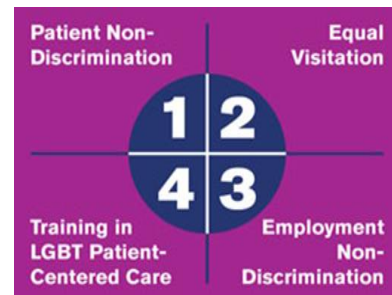 Patient Non-
Discrimination
Equal
Visitation
1 2
4 3
Training in
LGBT Patient-
Centered Care
Employment
Non-
Discrimination